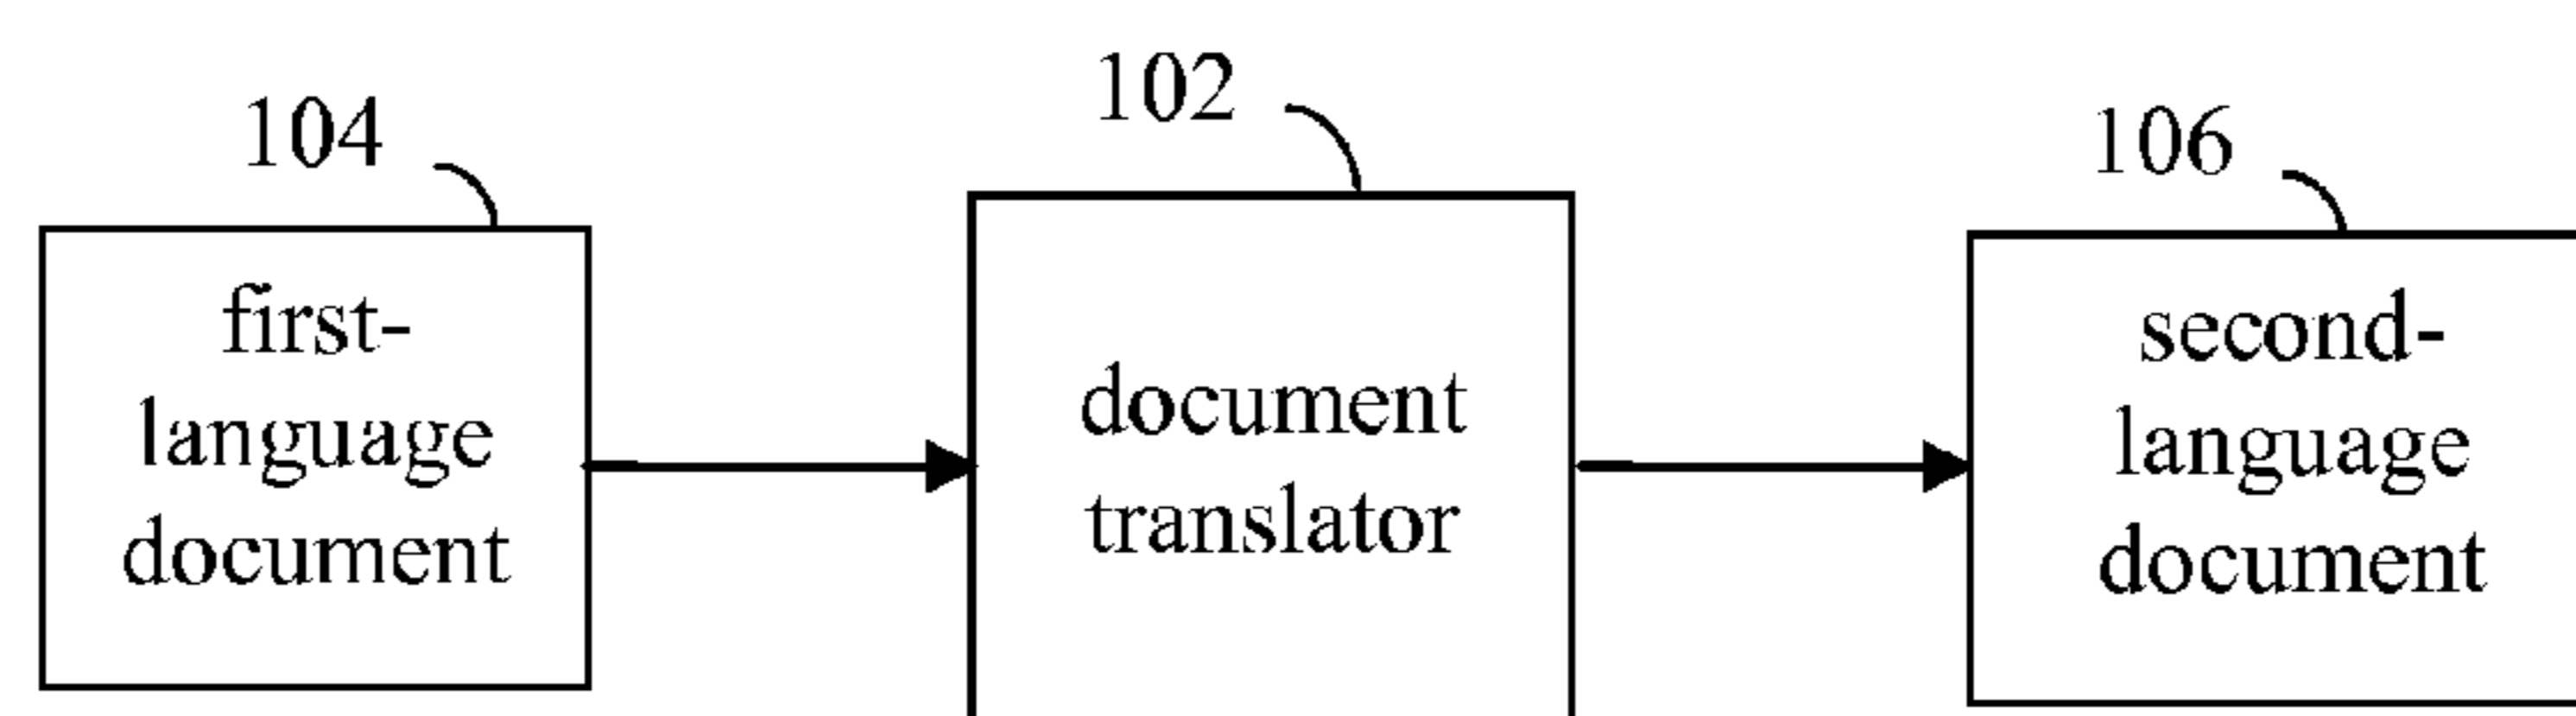 104
first-
language
document
102
document
translator
106
second-
language
document